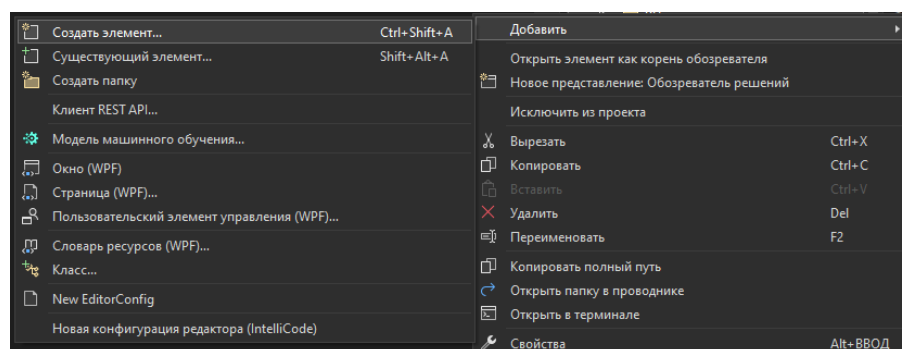 Создать элемент... Ctrl+Shift+A
Существующий элемент... Shift+Alt+A
Создать папку
Клиент REST API...
Модель машинного обучения...
Окно (WPF)
Страница (WPF)...
Пользовательский элемент управления (WPF)...
Словарь ресурсов (WPF)...
Класс...
New EditorConfig
Новая конфигурация редактора (IntelliCode)
Добавить
Открыть элемент как корень обозревателя
Новое представление: Обозреватель решений
Исключить из проекта
Вырезать Ctrl+X
Копировать Ctrl+C
Вставить Ctrl+V
Удалить Del
Переименовать F2
Копировать полный путь
Открыть папку в проводнике
Открыть в терминале
Свойства Alt+ВВОД